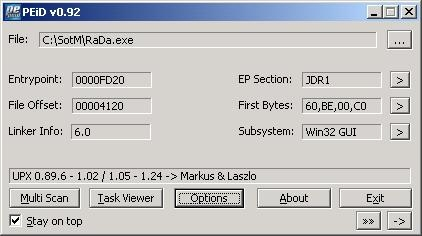 PEiD v0.92
File: C:\SotM\RaDa.exe ...
Entrypoint: 0000FD20 EP Section: JDR1 >
File Offset: 00004120 First Bytes: 60,BE,00,C0 >
Linker Info: 6.0 Subsystem: Win32 GUI >
UPX 0.89.6 - 1.02 / 1.05 - 1.24 -> Markus & Laszlo
Multi Scan Task Viewer Options About Exit
Stay on top »» ->